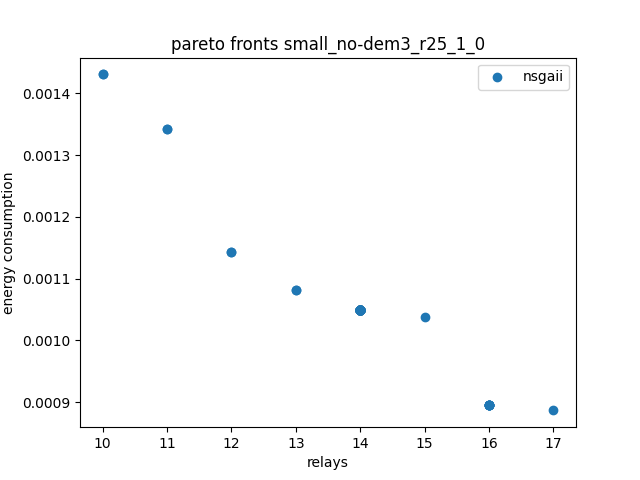 pareto fronts small_no-dem3_r25_1_0
nsgaii
energy consumption
0.0014
0.0013
0.0012
0.0011
0.0010
0.0009
10 11 12 13 14 15 16 17
relays